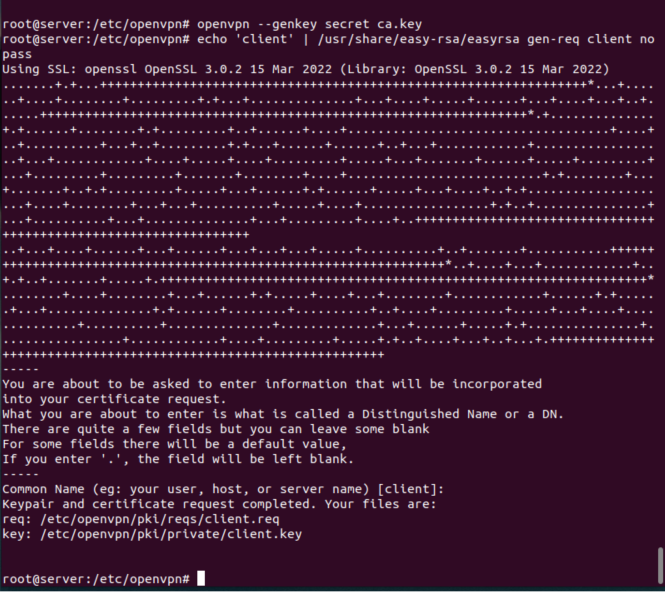 root@server:/etc/openvpn# openvpn --genkey secret ca.key
root@server:/etc/openvpn# echo 'client' | /usr/share/easy-rsa/easyrsa gen-req client no
pass
Using SSL: openssl OpenSSL 3.0.2 15 Mar 2022 (Library: OpenSSL 3.0.2 15 Mar 2022)
-----
You are about to be asked to enter information that will be incorporated
into your certificate request.
What you are about to enter is what is called a Distinguished Name or a DN.
There are quite a few fields but you can leave some blank
For some fields there will be a default value,
If you enter '.', the field will be left blank.
-----
Common Name (eg: your user, host, or server name) [client]:
Keypair and certificate request completed. Your files are:
req: /etc/openvpn/pki/reqs/client.req
key: /etc/openvpn/pki/private/client.key
root@server:/etc/openvpn#